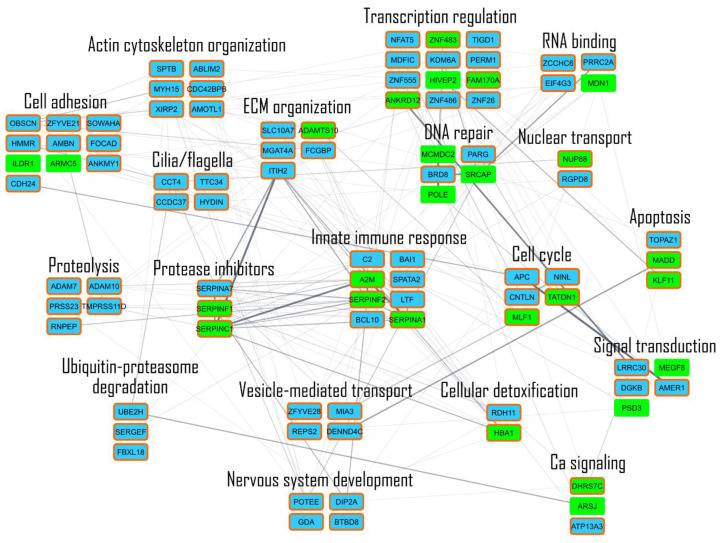 Transcription regulation
NFAT5 ZNF483 TIGD1
MDFIC KDM6A PERM1
ZNF555 HIVEP2 FAM170A
ANKRD12 ZNF486 ZNF26
RNA binding
ZCCHC6 PRRC2A
EIF4G3 MDN1
Actin cytoskeleton organization
SPTB ABLIM2
MYH15 CDC42BPB
XIRP2 AMOTL1
Cell adhesion
OBSCN ZFYVE21 SOWAHA
HMMR AMBN FOCAD
ILDR1 ARMC5 ANKMY1
CDH24
ECM organization
SLC10A7 ADAMTS10
MGAT4A FCGBP
ITIH2
DNA repair
MCMDC2 PARG
BRD8 SRCAP
POLE
Nuclear transport
NUP88
RGPD8
Cilia/flagella
CCT4 TTC34
CCDC37 HYDIN
Apoptosis
TOPAZ1
MADD
KLF11
Innate immune response
C2 BAI1
A2M SPATA2
SERPINF2 LTF
BCL10 SERPINA1
Cell cycle
APC NINL
CNTLN TATDN1
MLF1
Proteolysis
ADAM7 ADAM10
PRSS23 TMPRSS11D
RNPEP
Protease inhibitors
SERPINA7
SERPINF1
SERPINC1
Signal transduction
LRRC30 MEGF8
DGKB AMER1
PSD3
Ubiquitin-proteasome
degradation
UBE2H
SERGEF
FBXL18
Vesicle-mediated transport
ZFYVE28 MIA3
REPS2 DENND4C
Cellular detoxification
RDH11
HBA1
Ca signaling
DHRS7C
ARSJ
ATP13A3
Nervous system development
POTEE DIP2A
GDA BTBD8